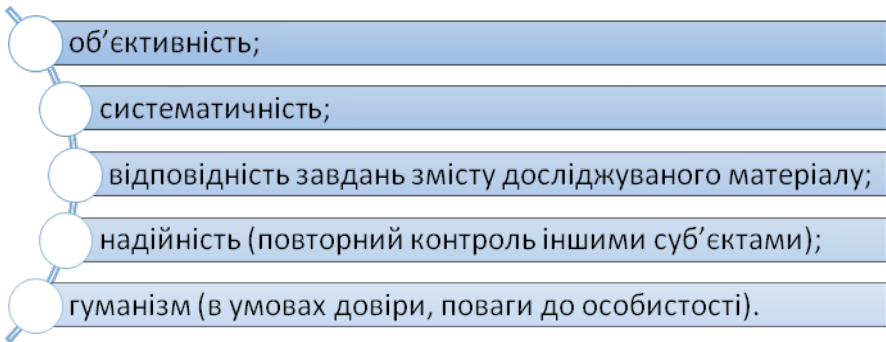 об’єктивність;
систематичність;
відповідність завдань змісту досліджуваного матеріалу;
надійність (повторний контроль іншими суб’єктами);
гуманізм (в умовах довіри, поваги до особистості).